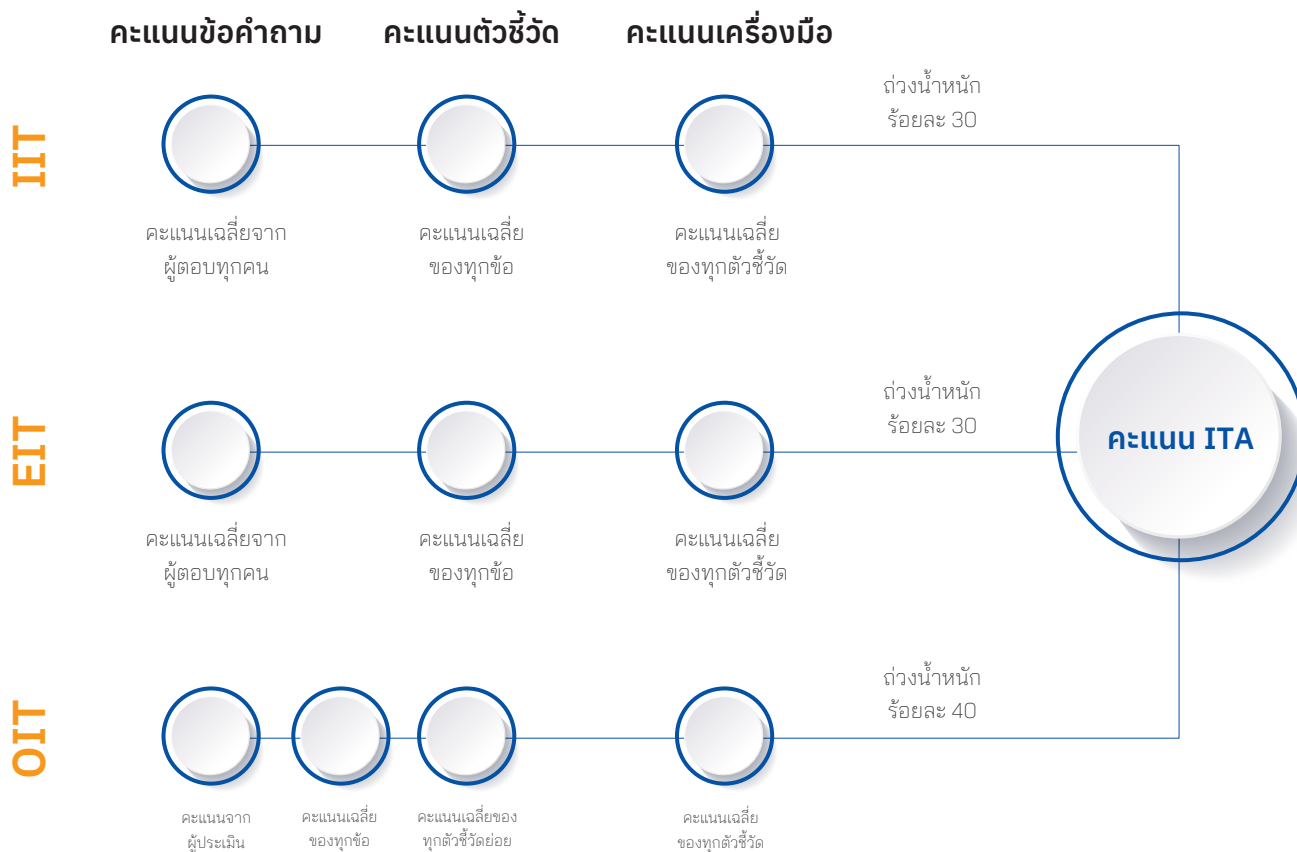 คะแนนข้อคำถาม คะแนนตัวชี้วัด คะแนนเครื่องมือ
IIT
ถ่วงน้ำหนัก
ร้อยละ 30
คะแนนเฉลี่ยจาก
ผู้ตอบทุกคน
คะแนนเฉลี่ย
ของทุกข้อ
คะแนนเฉลี่ย
ของทุกตัวชี้วัด
EIT
ถ่วงน้ำหนัก
ร้อยละ 30
คะแนน ITA
คะแนนเฉลี่ยจาก
ผู้ตอบทุกคน
คะแนนเฉลี่ย
ของทุกข้อ
คะแนนเฉลี่ย
ของทุกตัวชี้วัด
OIT
ถ่วงน้ำหนัก
ร้อยละ 40
คะแนนจาก
ผู้ประเมิน
คะแนนเฉลี่ย
ของทุกข้อ
คะแนนเฉลี่ยของ
ทุกตัวชี้วัดย่อย
คะแนนเฉลี่ย
ของทุกตัวชี้วัด